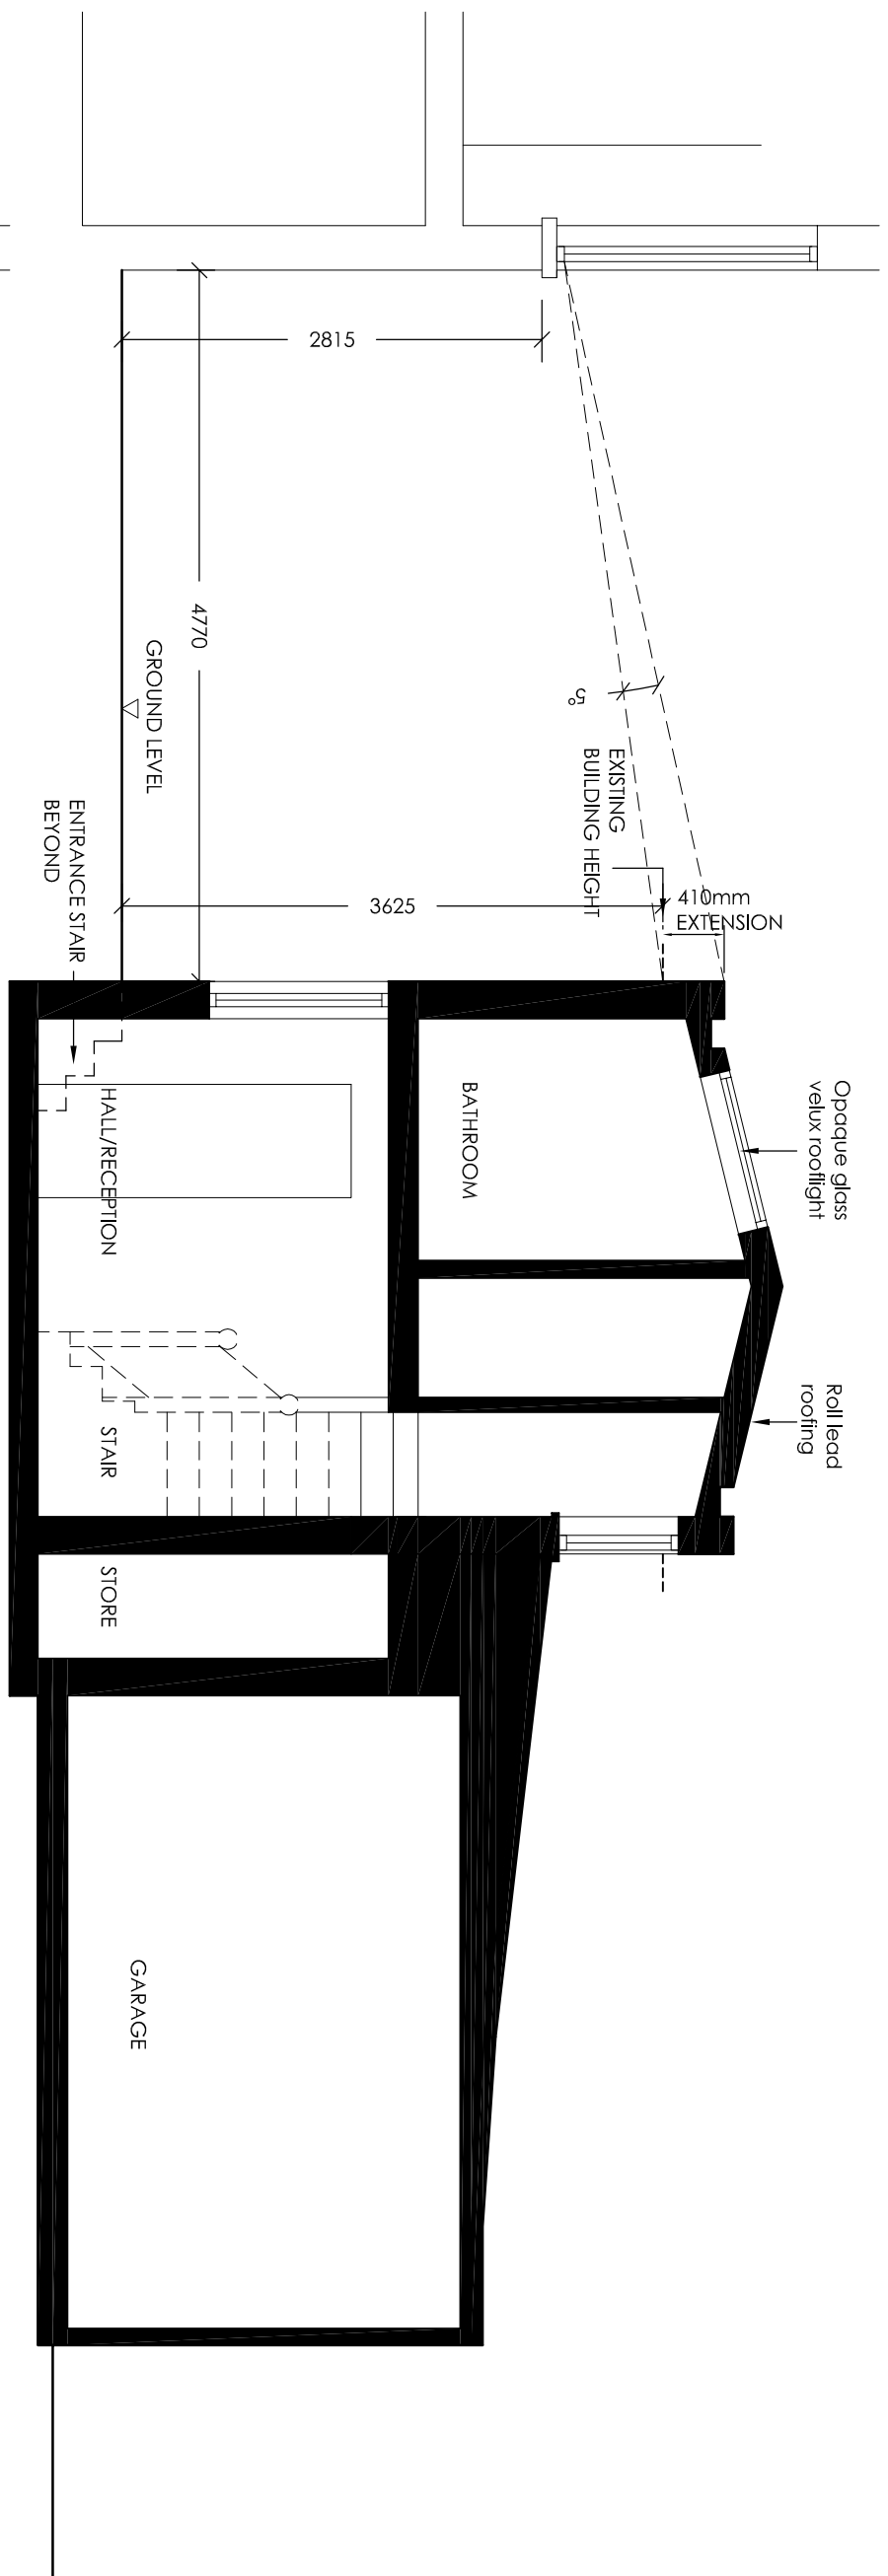 Opaque glass
velux rooflight
Roll lead
roofing
410mm
EXTENSION
EXISTING
BUILDING HEIGHT
5°
2815
3625
4770
GROUND LEVEL
ENTRANCE STAIR
BEYOND
BATHROOM
HALL/RECEPTION
STAIR
STORE
GARAGE